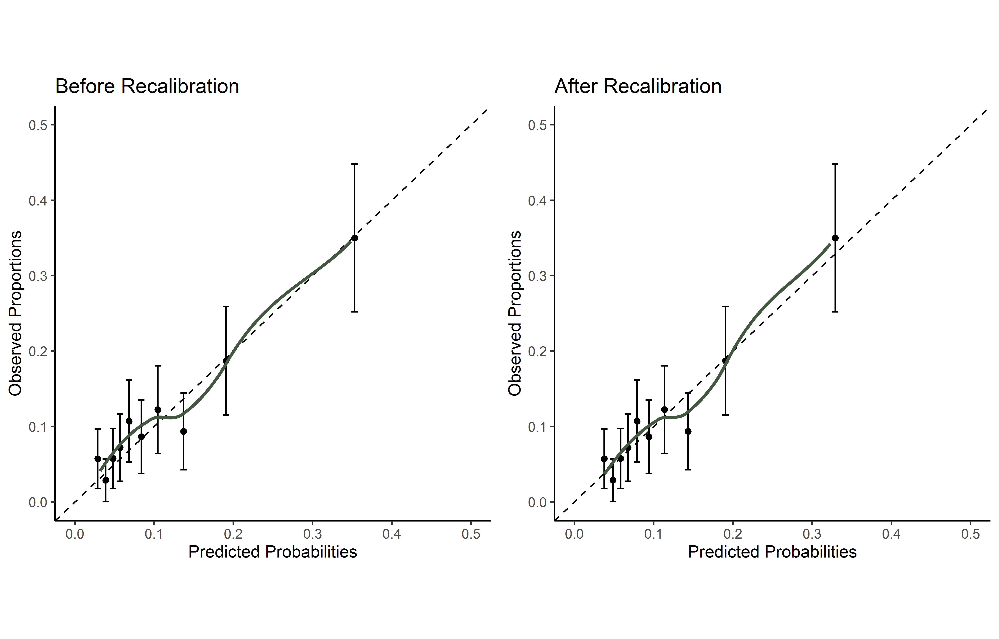 Before Recalibration
Observed Proportions
0.5
0.4
0.3
0.2
0.1
0.0
0.0 0.1 0.2 0.3 0.4 0.5
Predicted Probabilities
After Recalibration
Observed Proportions
0.5
0.4
0.3
0.2
0.1
0.0
0.0 0.1 0.2 0.3 0.4 0.5
Predicted Probabilities